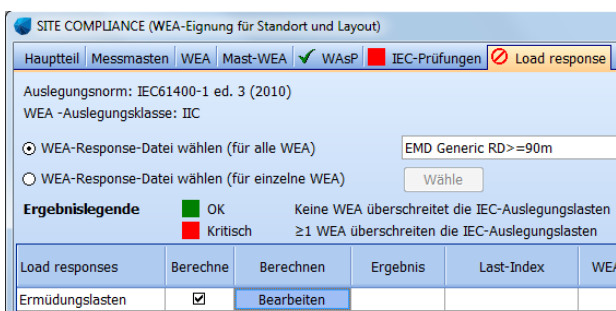 SITE COMPLIANCE (WEA-Eignung für Standort und Layout)
Hauptteil Messmasten WEA Mast-WEA WAsP IEC-Prüfungen Load response
Auslegungsnorm: IEC61400-1 ed. 3 (2010)
WEA -Auslegungsklasse: IIC
WEA-Response-Datei wählen (für alle WEA) EMD Generic RD>=90m
WEA-Response-Datei wählen (für einzelne WEA) Wähle
Ergebnislegende OK Keine WEA überschreitet die IEC-Auslegungslasten
Kritisch ≥1 WEA überschreiten die IEC-Auslegungslasten
Load responses Berechne Berechnen Ergebnis Last-Index WEA
Ermüdungslasten Bearbeiten